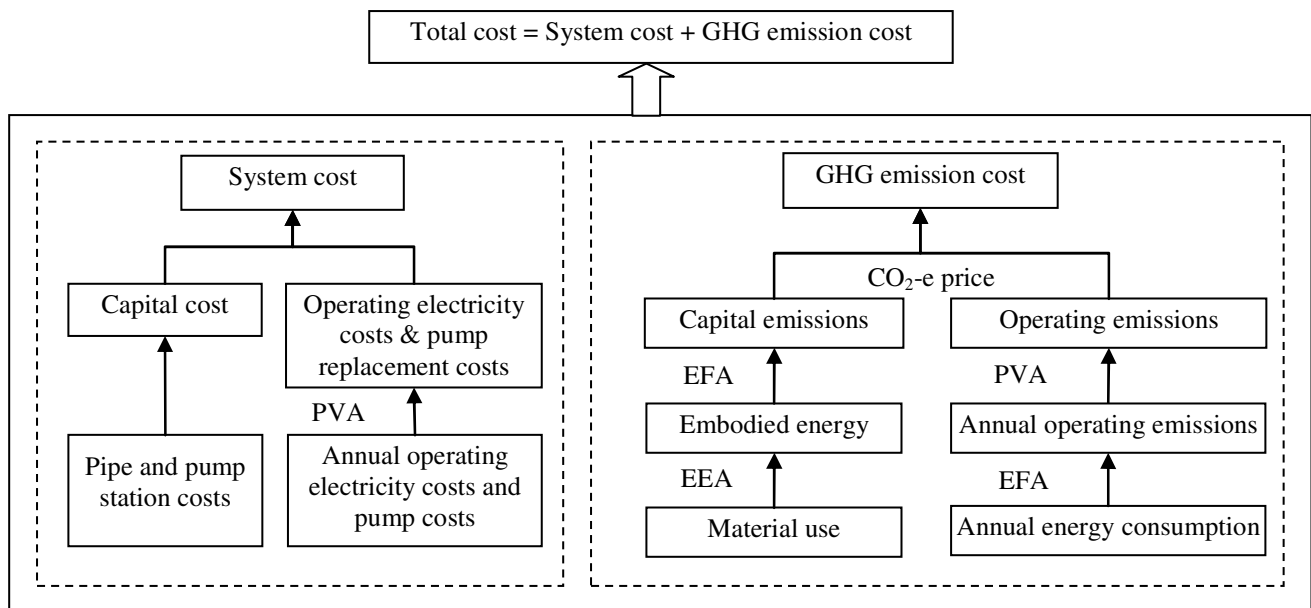 Total cost = System cost + GHG emission cost
System cost
Capital cost
Operating electricity
costs & pump
replacement costs
PVA
Pipe and pump
station costs
Annual operating
electricity costs and
pump costs
GHG emission cost
CO₂-e price
Capital emissions
Operating emissions
EFA
PVA
Embodied energy
Annual operating emissions
EEA
EFA
Material use
Annual energy consumption